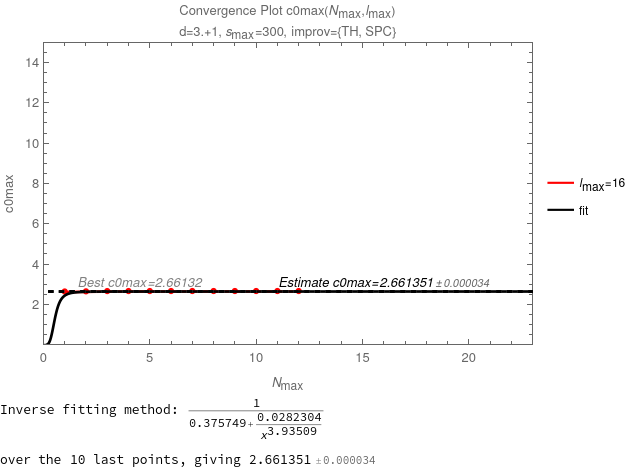 Convergence Plot c0max(Nmax,lmax)
d=3.+1, smax=300, improv={TH, SPC}
14
12
10
8
6
4
2
c0max
Best c0max=2.66132
Estimate c0max=2.661351±0.000034
lmax=16
fit
0 5 10 15 20
Nmax
Inverse fitting method: 1
0.375749+ 0.0282304
x3.93509
over the 10 last points, giving 2.661351 ±0.000034